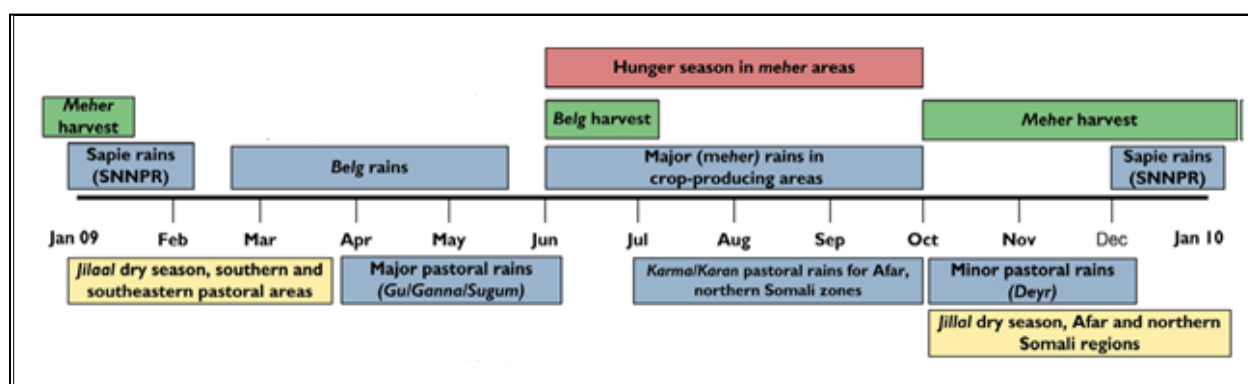 Hunger season in meher areas
Meher
harvest
Belg harvest
Meher harvest
Sapie rains
(SNNPR)
Belg rains
Major (meher) rains in
crop-producing areas
Sapie rains
(SNNPR)
Jan 09 Feb Mar Apr May Jun Jul Aug Sep Oct Nov Dec Jan 10
Jilaal dry season, southern and
southeastern pastoral areas
Major pastoral rains
(Gu/Ganna/Sugum)
Karma/Karan pastoral rains for Afar,
northern Somali zones
Minor pastoral rains
(Deyr)
Jillal dry season, Afar and northern
Somali regions